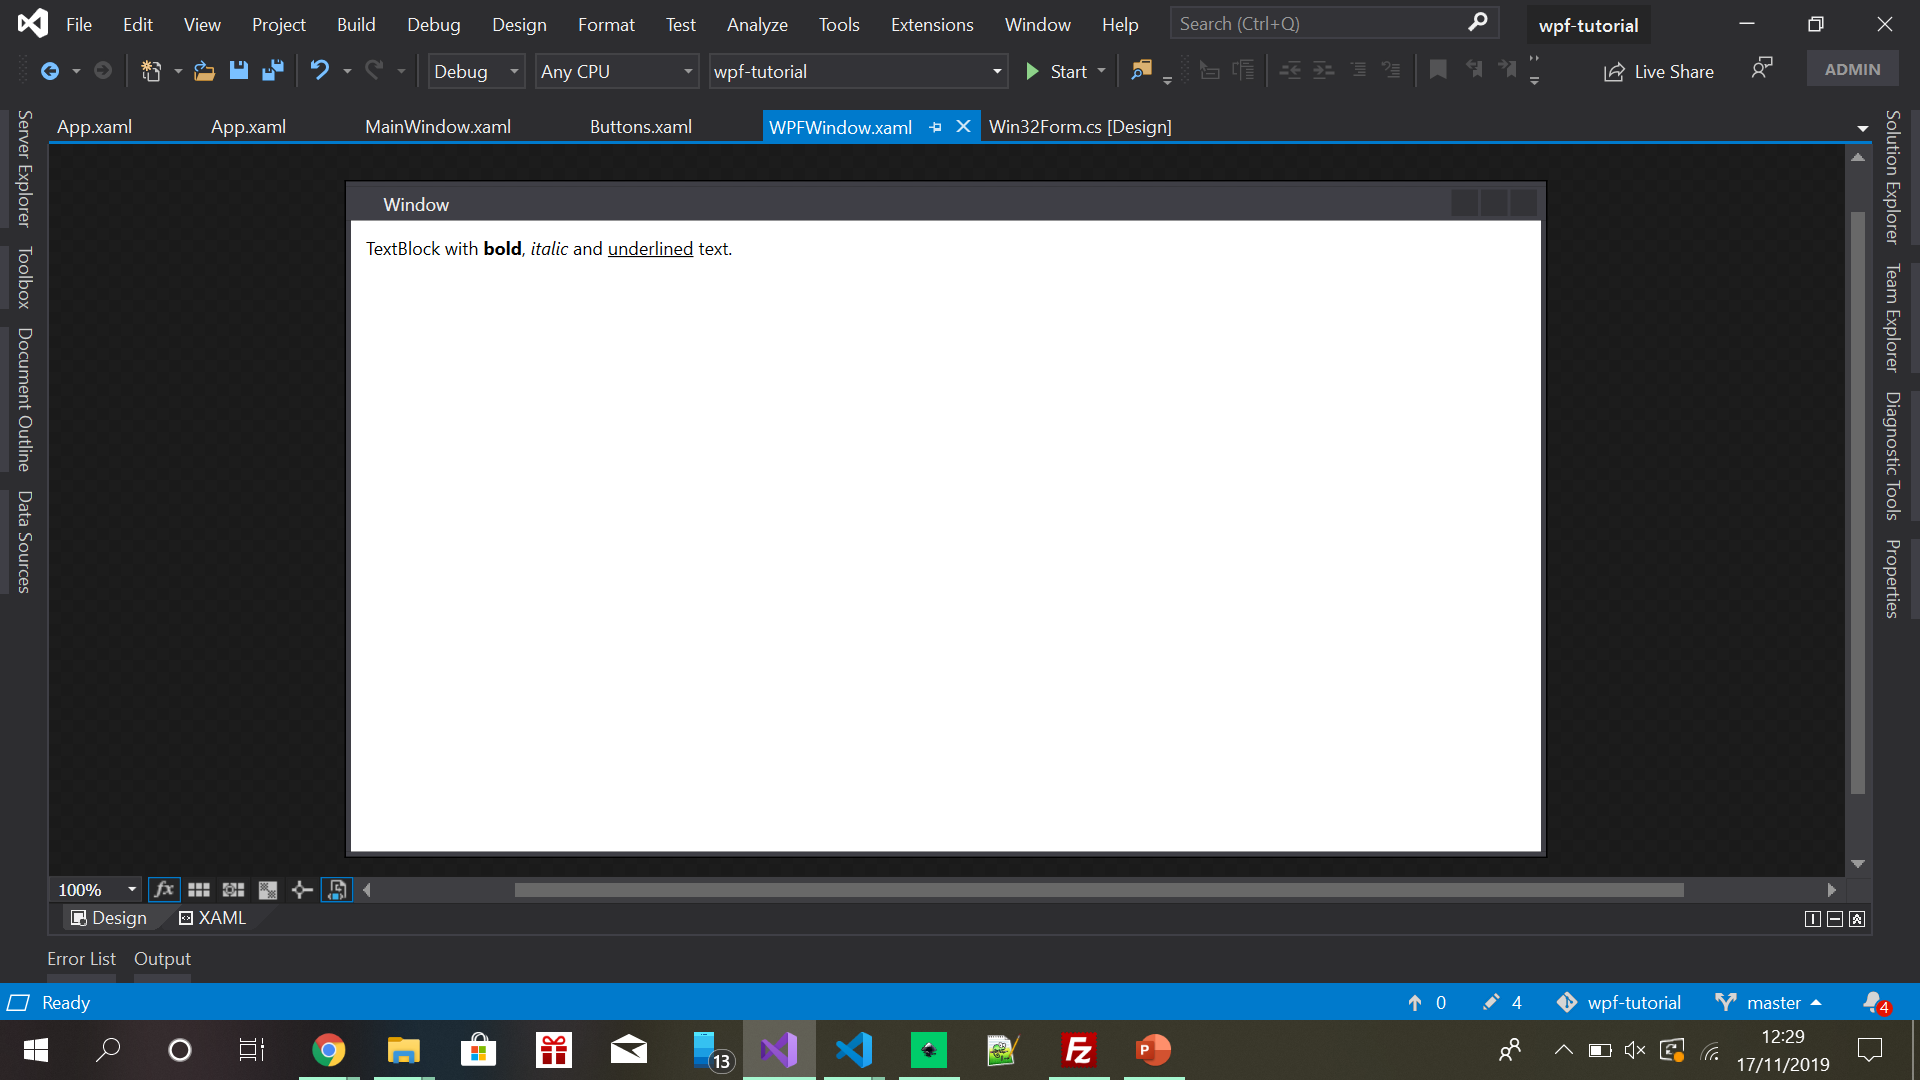 File Edit View Project Build Debug Design Format Test Analyze Tools Extensions Window Help Search (Ctrl+Q) wpf-tutorial
Debug Any CPU wpf-tutorial Start Live Share ADMIN
App.xaml App.xaml MainWindow.xaml Buttons.xaml WPFWindow.xaml Win32Form.cs [Design]
Server Explorer
Toolbox
Document Outline
Data Sources
Window
TextBlock with bold, italic and underlined text.
Solution Explorer
Team Explorer
Diagnostic Tools
Properties
100% fx
Design XAML
Error List Output
Ready 0 4 wpf-tutorial master 4
13 Fz P 12:29
17/11/2019